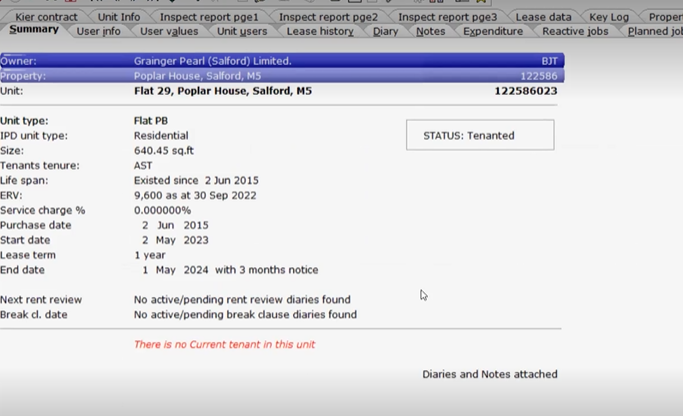 Kier contract Unit Info Inspect report pge1 Inspect report pge2 Inspect report pge3 Lease data Key Log
Summary User info User values Unit users Lease history Diary Notes Expenditure Reactive jobs Planned
Owner: Grainger Pearl (Salford) Limited. BJT
Property: Poplar House, Salford, M5 122586
Unit: Flat 29, Poplar House, Salford, M5 122586023
Unit type: Flat PB
IPD unit type: Residential
STATUS: Tenanted
Size: 640.45 sq.ft
Tenants tenure: AST
Life span: Existed since 2 Jun 2015
ERV: 9,600 as at 30 Sep 2022
Service charge % 0.000000%
Purchase date 2 Jun 2015
Start date 2 May 2023
Lease term 1 year
End date 1 May 2024 with 3 months notice
Next rent review No active/pending rent review diaries found
Break cl. date No active/pending break clause diaries found
There is no Current tenant in this unit
Diaries and Notes attached